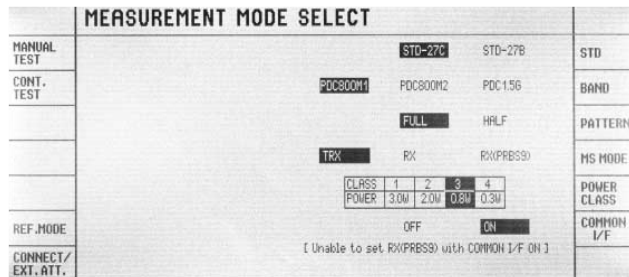 MEASUREMENT MODE SELECT
MANUAL
TEST
STD-27C STD-27B
STD
CONT.
TEST
PDC800M1 PDC800M2 PDC1.5G
BAND
FULL HALF
PATTERN
TRX RX RX(PRBS9)
MS MODE
CLASS 1 2 3 4
POWER 3.0W 2.0W 0.8W 0.3W
POWER
CLASS
REF.MODE
OFF ON
COMMON
I/F
[ Unable to set RX(PRBS9) with COMMON I/F ON ]
CONNECT/
EXT.ATT.